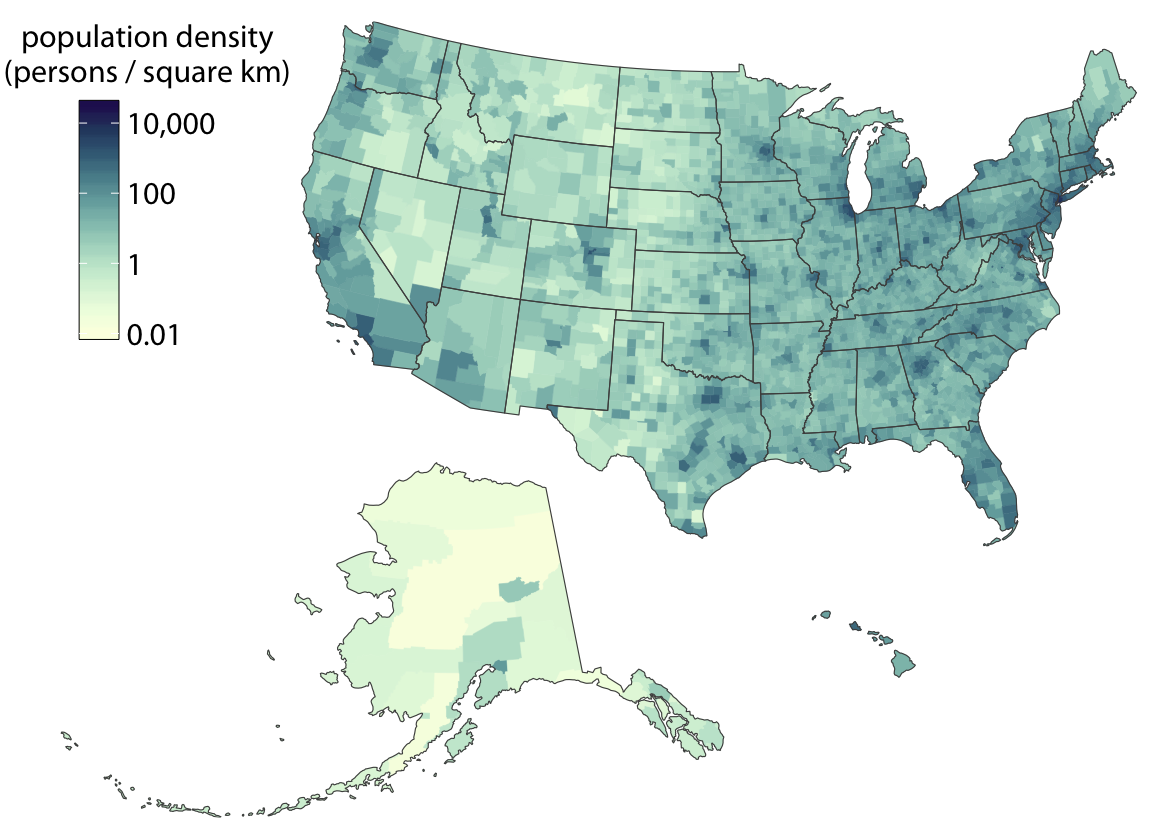 population density
(persons / square km)
10,000
100
1
0.01